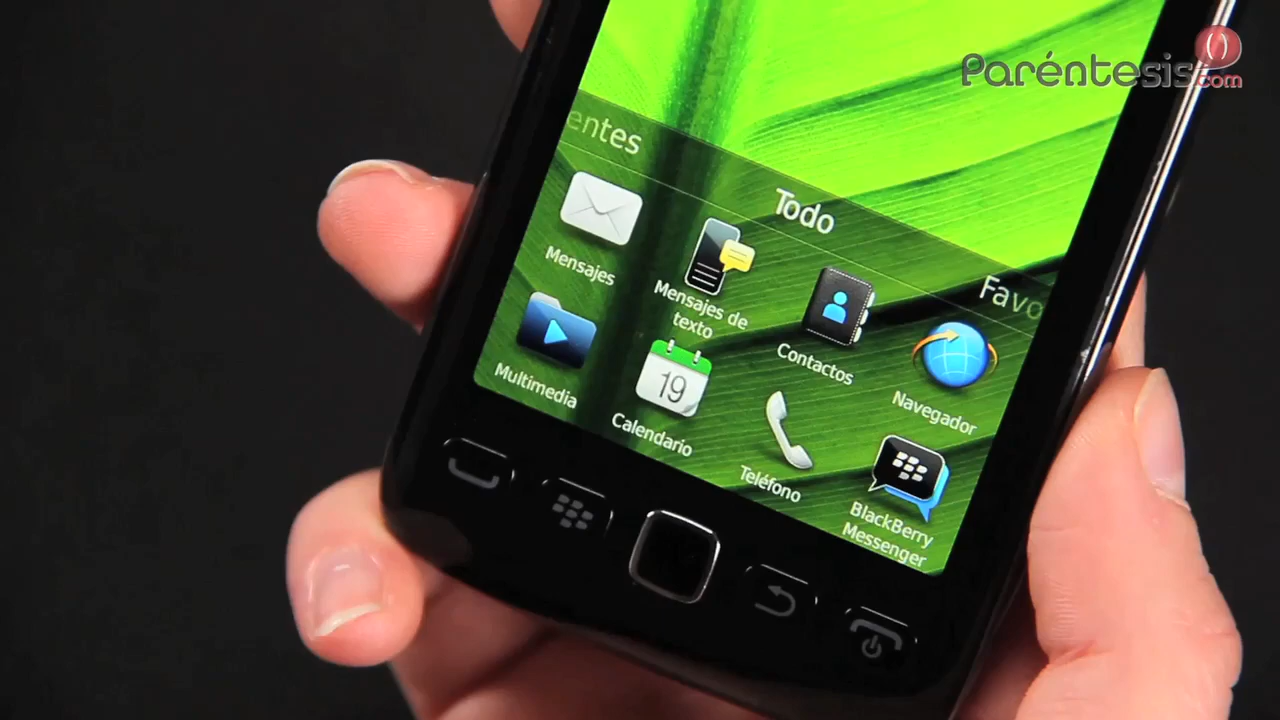 Paréntesis.com
entes
Todo
Favo
Mensajes
Mensajes de
texto
Contactos
Navegador
Multimedia
19
Calendario
Teléfono
BlackBerry
Messenger